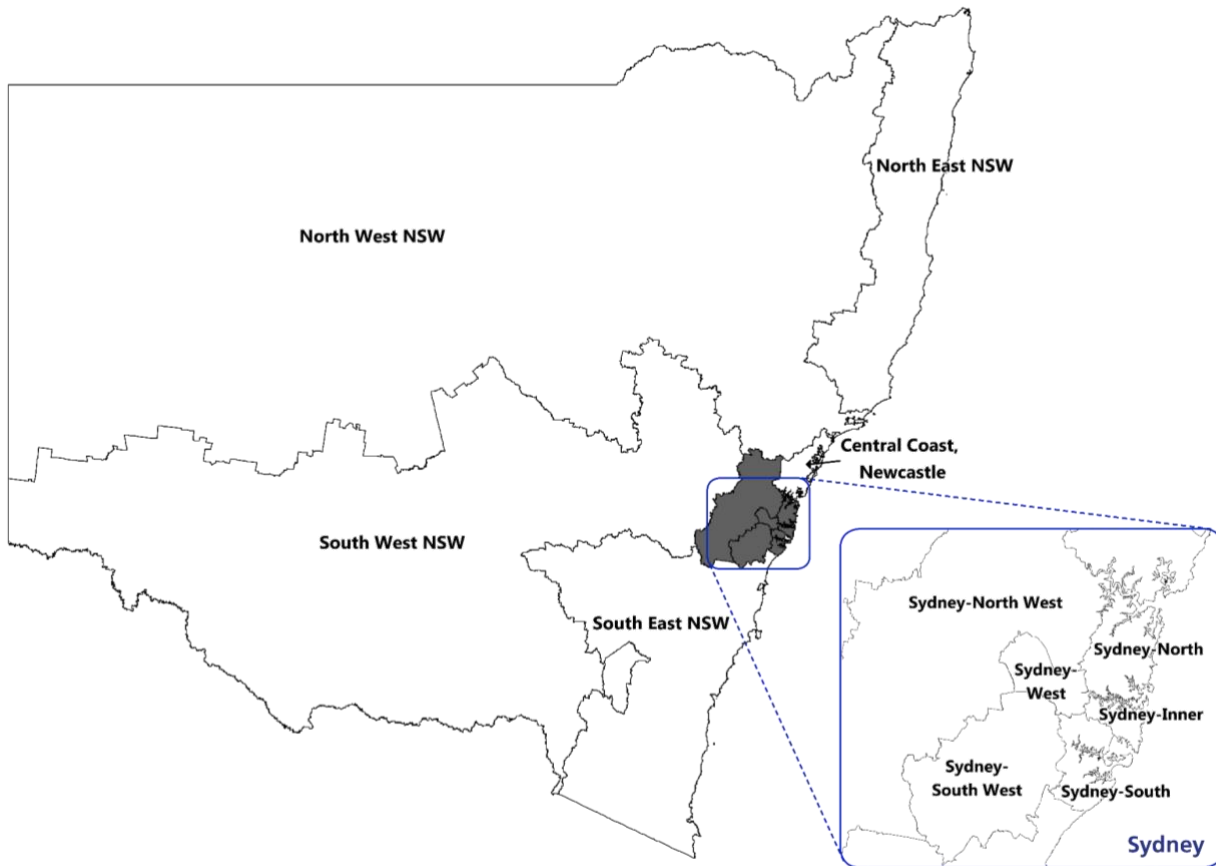 North East NSW
North West NSW
Central Coast,
Newcastle
South West NSW
South East NSW
Sydney-North West
Sydney-North
Sydney-
West
Sydney-Inner
Sydney-
South West
Sydney-South
Sydney